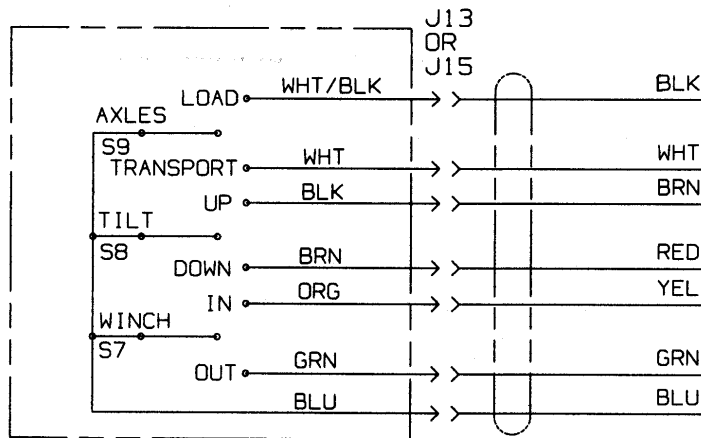 J13
OR
J15
LOAD WHT/BLK BLK
AXLES
S9
TRANSPORT WHT WHT
UP BLK BRN
TILT
S8
DOWN BRN RED
IN ORG YEL
WINCH
S7
OUT GRN GRN
BLU BLU